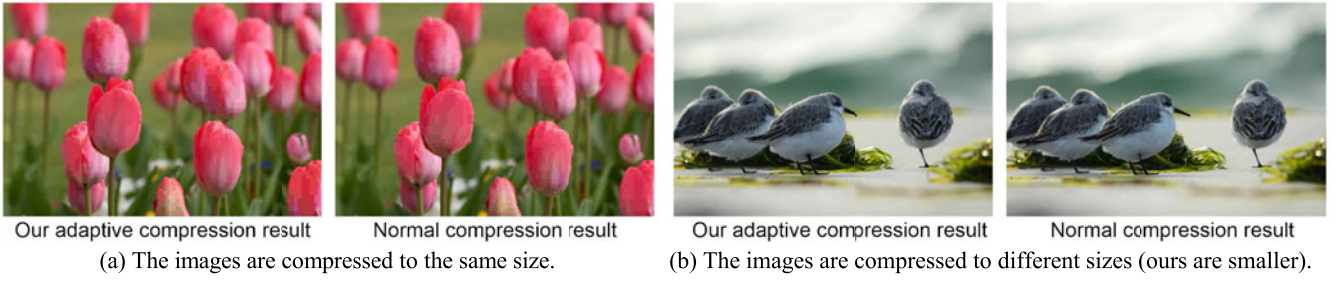 Our adaptive compression result
Normal compression result
Our adaptive compression result
Normal compression result
(a) The images are compressed to the same size.
(b) The images are compressed to different sizes (ours are smaller).